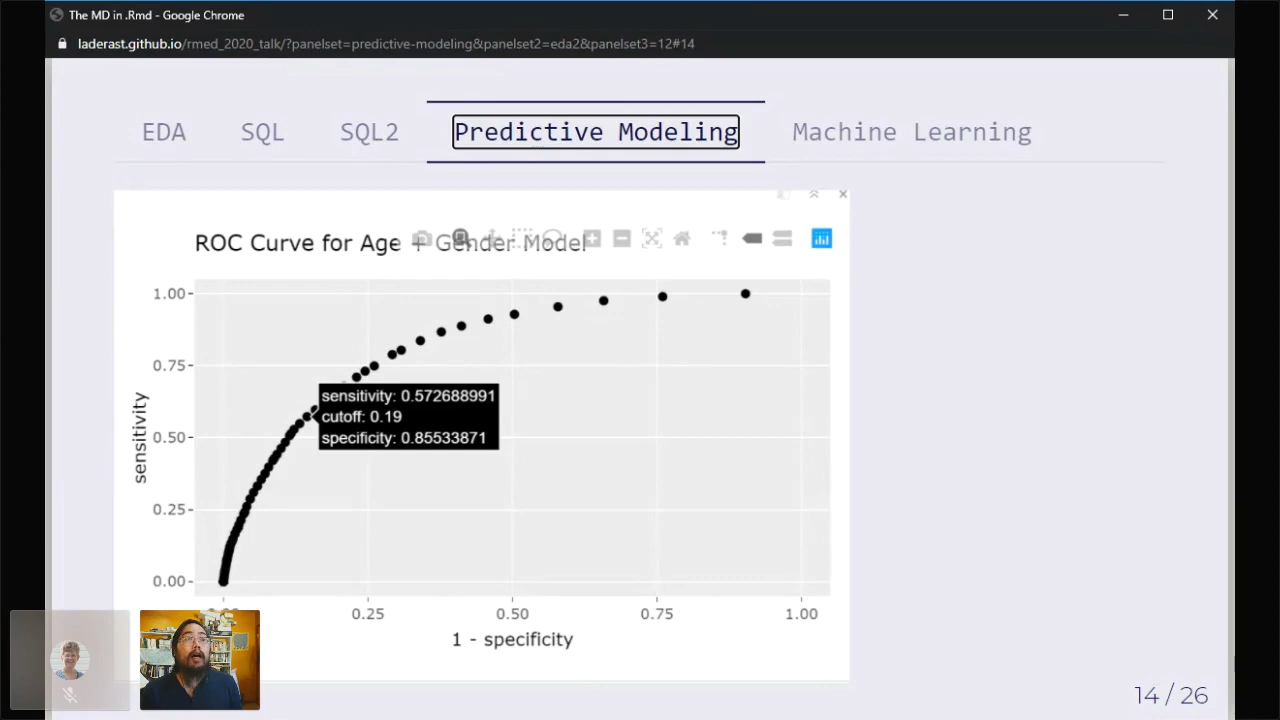 The MD in .Rmd - Google Chrome
laderast.github.io/rmed_2020_talk/?panelset=predictive-modeling&panelset2=eda2&panelset3=12#14
EDA SQL SQL2 Predictive Modeling Machine Learning
ROC Curve for Age + Gender Model
1.00
0.75
sensitivity: 0.572688991
cutoff: 0.19
specificity: 0.85533871
0.50
0.25
0.00
sensitivity
0.25 0.50 0.75 1.00
1 - specificity
14 / 26